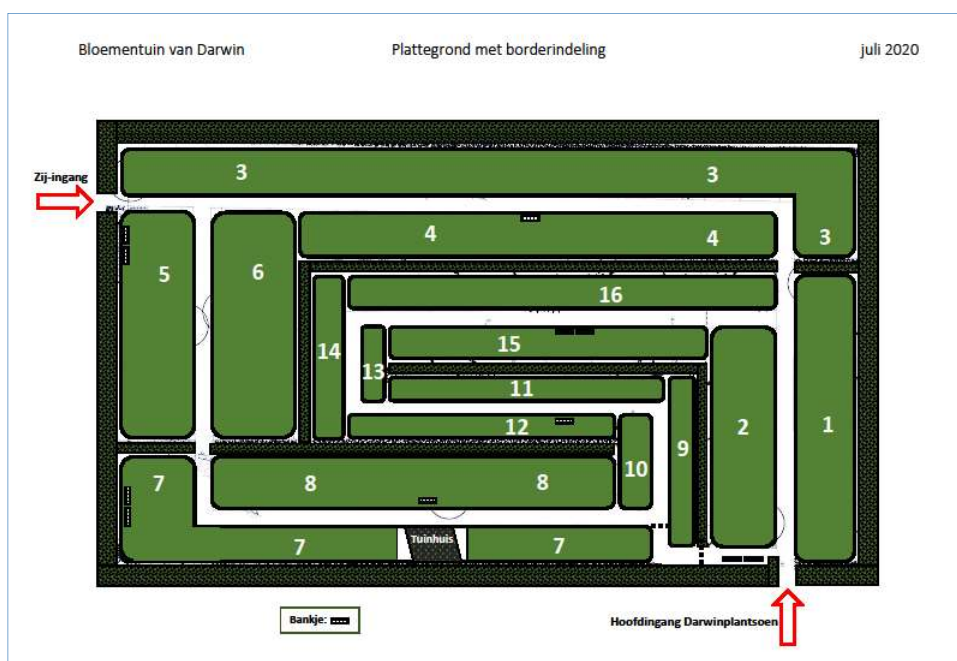 Bloementuin van Darwin Plattegrond met borderindeling juli 2020
Zij-ingang
3 3
3
4 4
5 6
16
14 15
13 11
12
2 1
9
10
7 8 8
7 Tuinhuis 7
Bankje:
Hoofdingang Darwinplantsoen